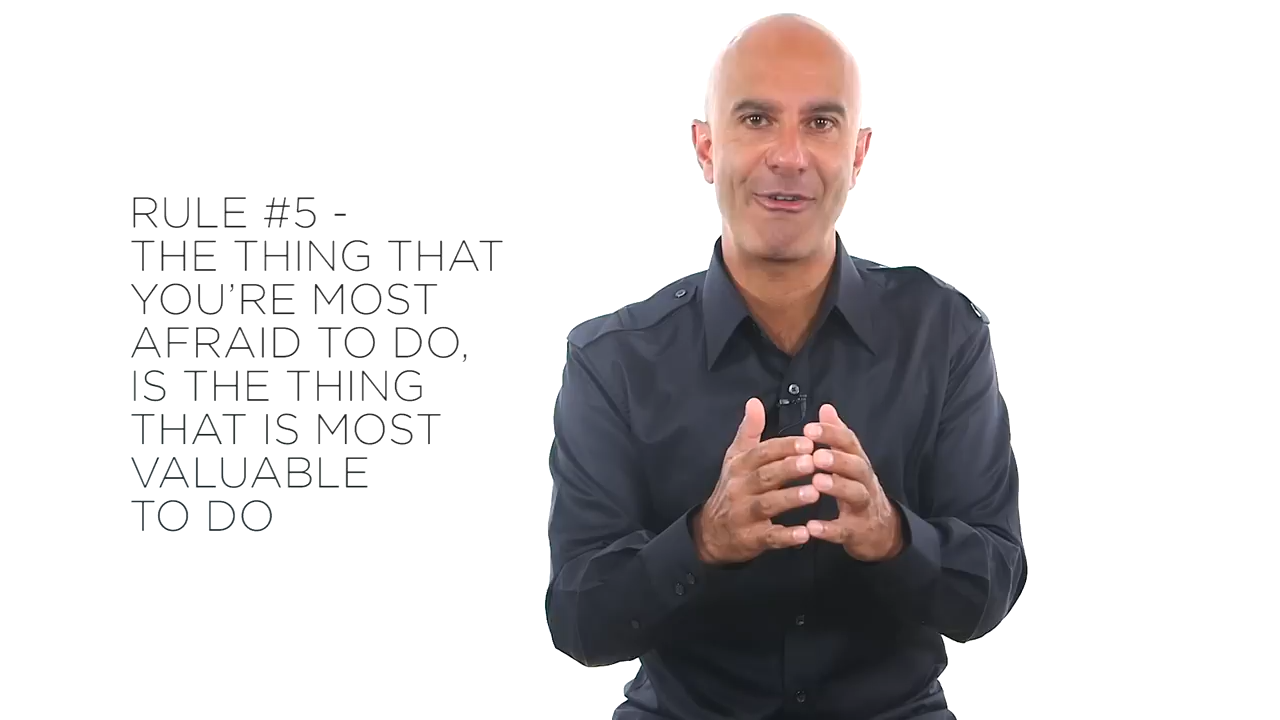 RULE #5 -
THE THING THAT
YOU’RE MOST
AFRAID TO DO,
IS THE THING
THAT IS MOST
VALUABLE
TO DO